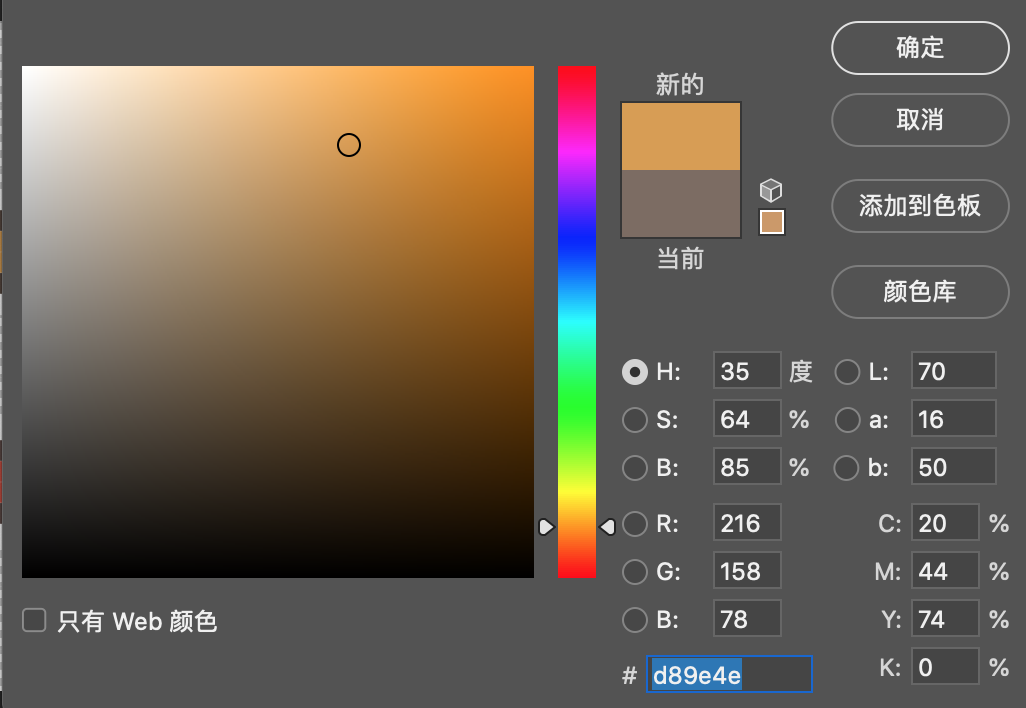 确定
取消
添加到色板
颜色库
新的
当前
H: 35 度
S: 64 %
B: 85 %
L: 70
a: 16
b: 50
R: 216
G: 158
B: 78
C: 20 %
M: 44 %
Y: 74 %
K: 0 %
# d89e4e
只有 Web 颜色